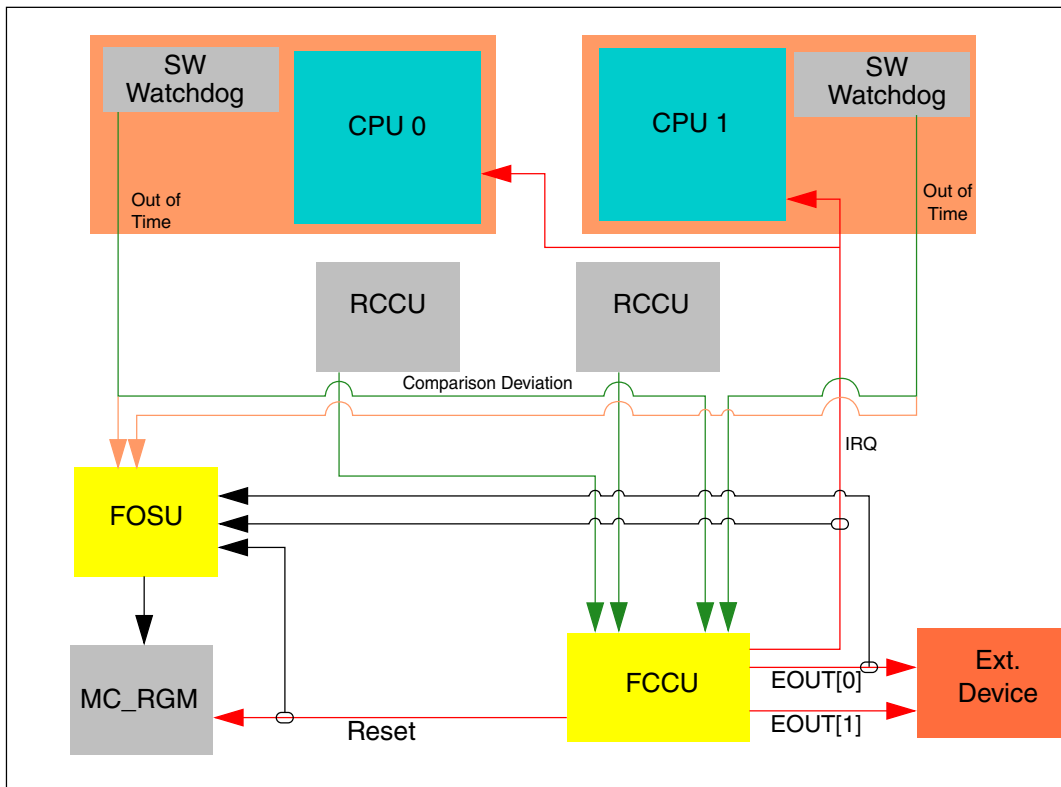 SW
Watchdog
CPU 0
CPU 1
SW
Watchdog
Out of
Time
Out of
Time
RCCU
RCCU
Comparison Deviation
IRQ
FOSU
MC_RGM
Reset
FCCU
EOUT[0]
EOUT[1]
Ext.
Device